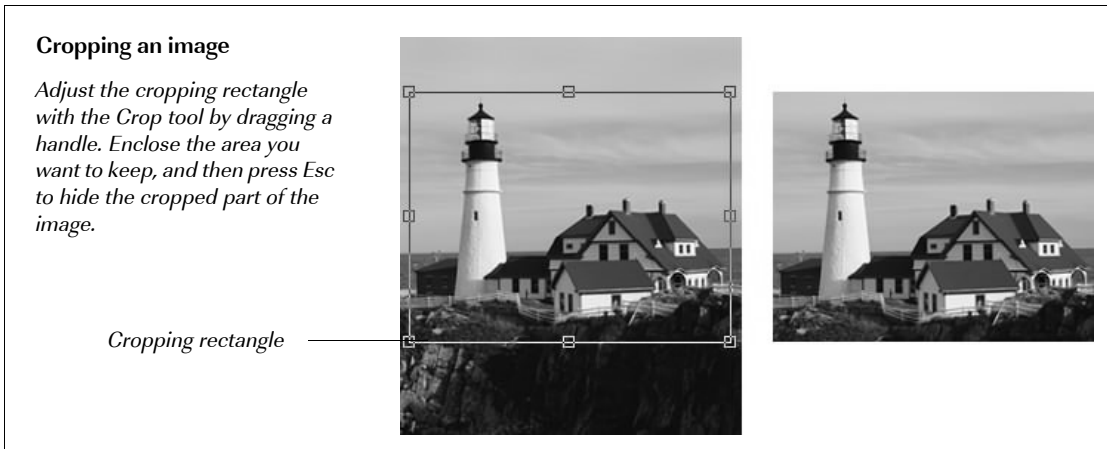 Cropping an image
Adjust the cropping rectangle
with the Crop tool by dragging a
handle. Enclose the area you
want to keep, and then press Esc
to hide the cropped part of the
image.
Cropping rectangle